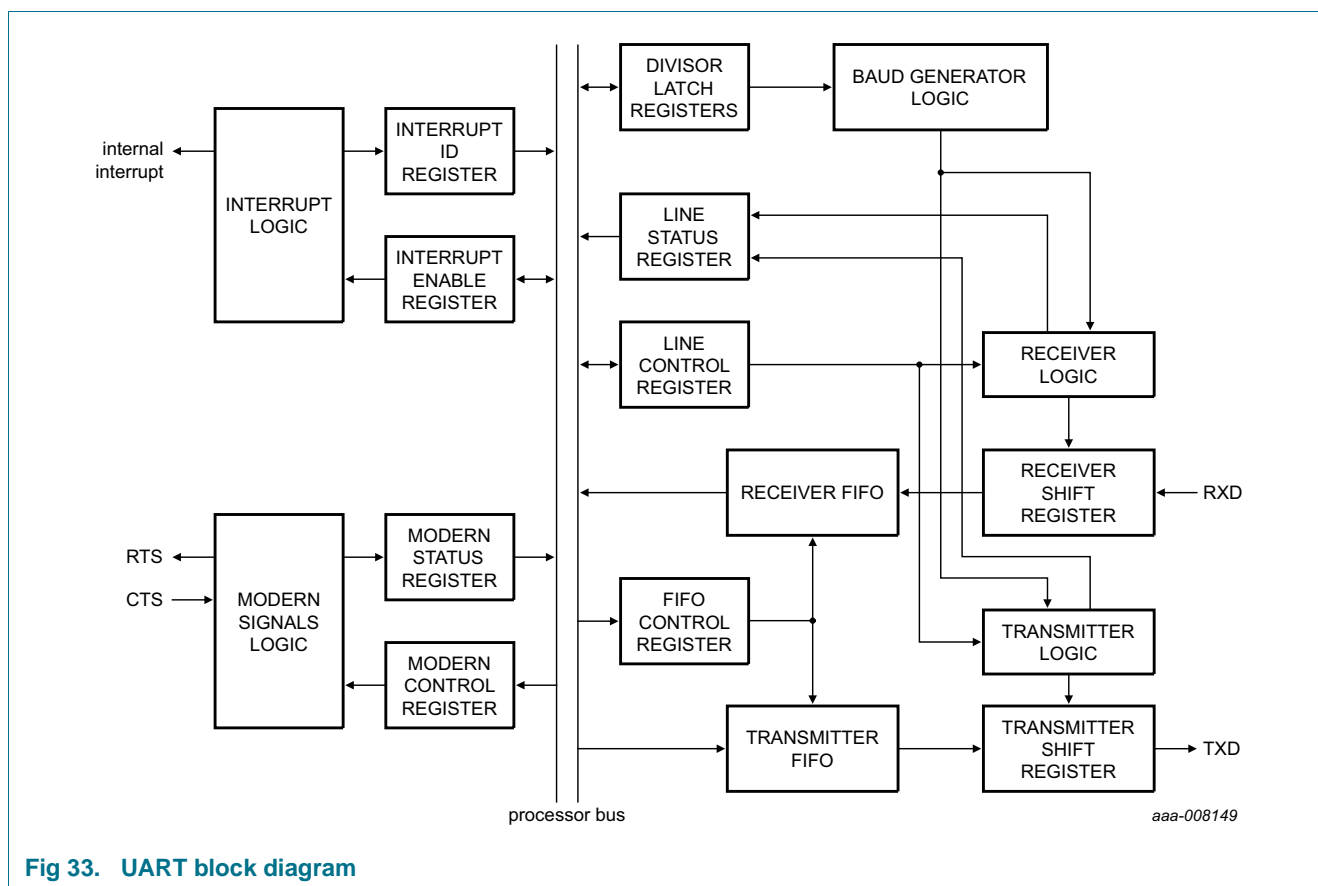 internal
interrupt
INTERRUPT
LOGIC
INTERRUPT
ID
REGISTER
INTERRUPT
ENABLE
REGISTER
RTS
CTS
MODERN
SIGNALS
LOGIC
MODERN
STATUS
REGISTER
MODERN
CONTROL
REGISTER
DIVISOR
LATCH
REGISTERS
BAUD GENERATOR
LOGIC
LINE
STATUS
REGISTER
LINE
CONTROL
REGISTER
RECEIVER
LOGIC
RECEIVER FIFO
RECEIVER
SHIFT
REGISTER
RXD
FIFO
CONTROL
REGISTER
TRANSMITTER
LOGIC
TRANSMITTER
FIFO
TRANSMITTER
SHIFT
REGISTER
TXD
processor bus
aaa-008149
Fig 33. UART block diagram